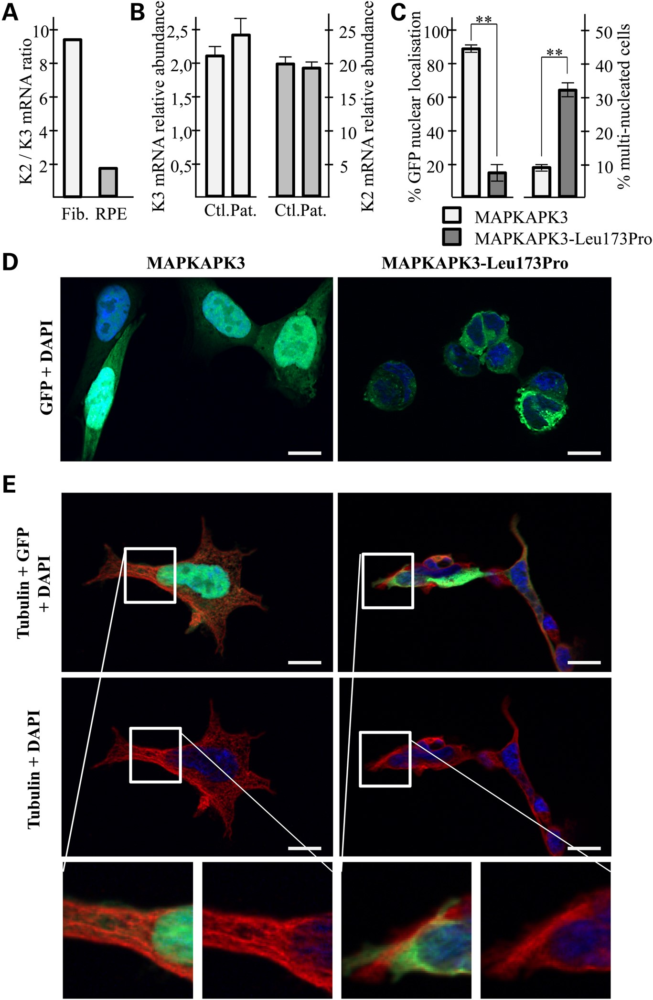 A
K2 / K3 mRNA ratio
10
8
6
4
2
Fib. RPE
B
K3 mRNA relative abundance
2,5
2,0
1,5
1,0
0,5
Ctl.Pat.
Ctl.Pat.
25
20
15
10
5
K2 mRNA relative abundance
C
% GFP nuclear localisation
100
80
60
40
20
**
**
50
40
30
20
10
% multi-nucleated cells
MAPKAPK3
MAPKAPK3-Leu173Pro
D
MAPKAPK3
MAPKAPK3-Leu173Pro
GFP + DAPI
E
Tubulin + GFP
+ DAPI
Tubulin + DAPI